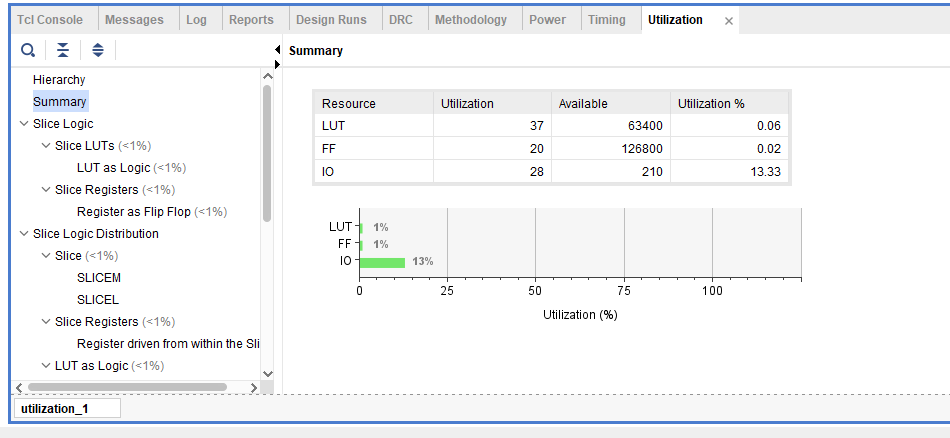 Tcl Console Messages Log Reports Design Runs DRC Methodology Power Timing Utilization
Summary
Hierarchy
Summary
Slice Logic
Slice LUTs (<1%)
LUT as Logic (<1%)
Slice Registers (<1%)
Register as Flip Flop (<1%)
Slice Logic Distribution
Slice (<1%)
SLICEM
SLICEL
Slice Registers (<1%)
Register driven from within the Sli
LUT as Logic (<1%)
Resource Utilization Available Utilization %
LUT 37 63400 0.06
FF 20 126800 0.02
IO 28 210 13.33
LUT 1%
FF 1%
IO 13%
0 25 50 75 100
Utilization (%)
utilization_1